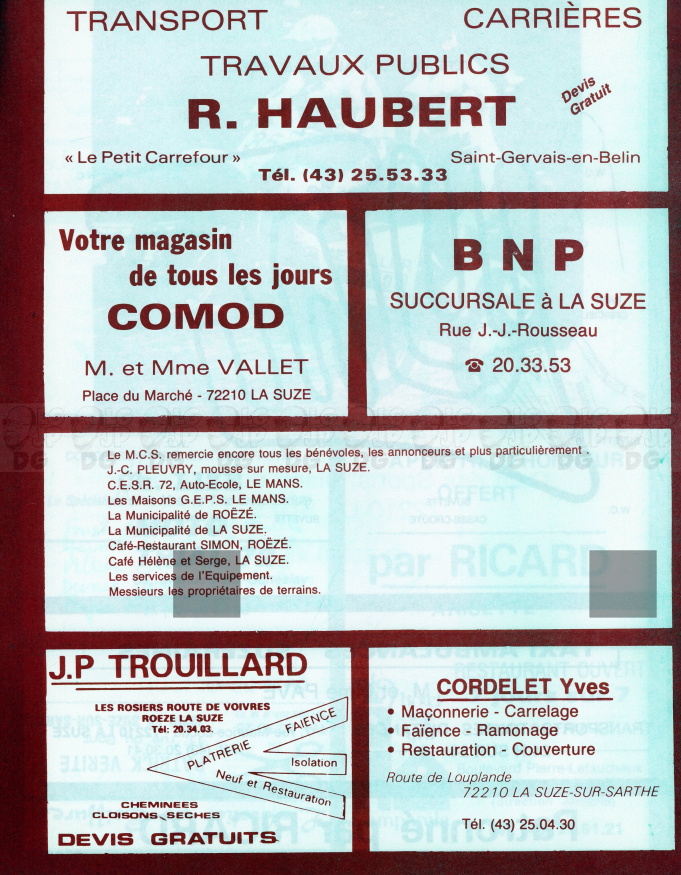 TRANSPORT CARRIÈRES
TRAVAUX PUBLICS
R. HAUBERT
Devis
Gratuit
« Le Petit Carrefour » Saint-Gervais-en-Belin
Tél. (43) 25.53.33
Votre magasin
de tous les jours
COMOD
M. et Mme VALLET
Place du Marché - 72210 LA SUZE
B N P
SUCCURSALE à LA SUZE
Rue J.-J.-Rousseau
☎ 20.33.53
Le M.C.S. remercie encore tous les bénévoles, les annonceurs et plus particulièrement .
J.-C. PLEUVRY, mousse sur mesure, LA SUZE.
C.E.S.R. 72, Auto-Ecole, LE MANS.
Les Maisons G.E.P.S. LE MANS.
La Municipalité de ROËZÉ.
La Municipalité de LA SUZE.
Café-Restaurant SIMON, ROËZÉ.
Café Hélène et Serge, LA SUZE.
Les services de l'Equipement.
Messieurs les propriétaires de terrains.
J.P TROUILLARD
LES ROSIERS ROUTE DE VOIVRES
ROEZE LA SUZE
Tél: 20.34.03.
PLATRERIE FAÏENCE
Isolation
Neuf et Restauration
CHEMINEES
CLOISONS SECHES
DEVIS GRATUITS
CORDELET Yves
• Maçonnerie - Carrelage
• Faïence - Ramonage
• Restauration - Couverture
Route de Louplande
72210 LA SUZE-SUR-SARTHE
Tél. (43) 25.04.30